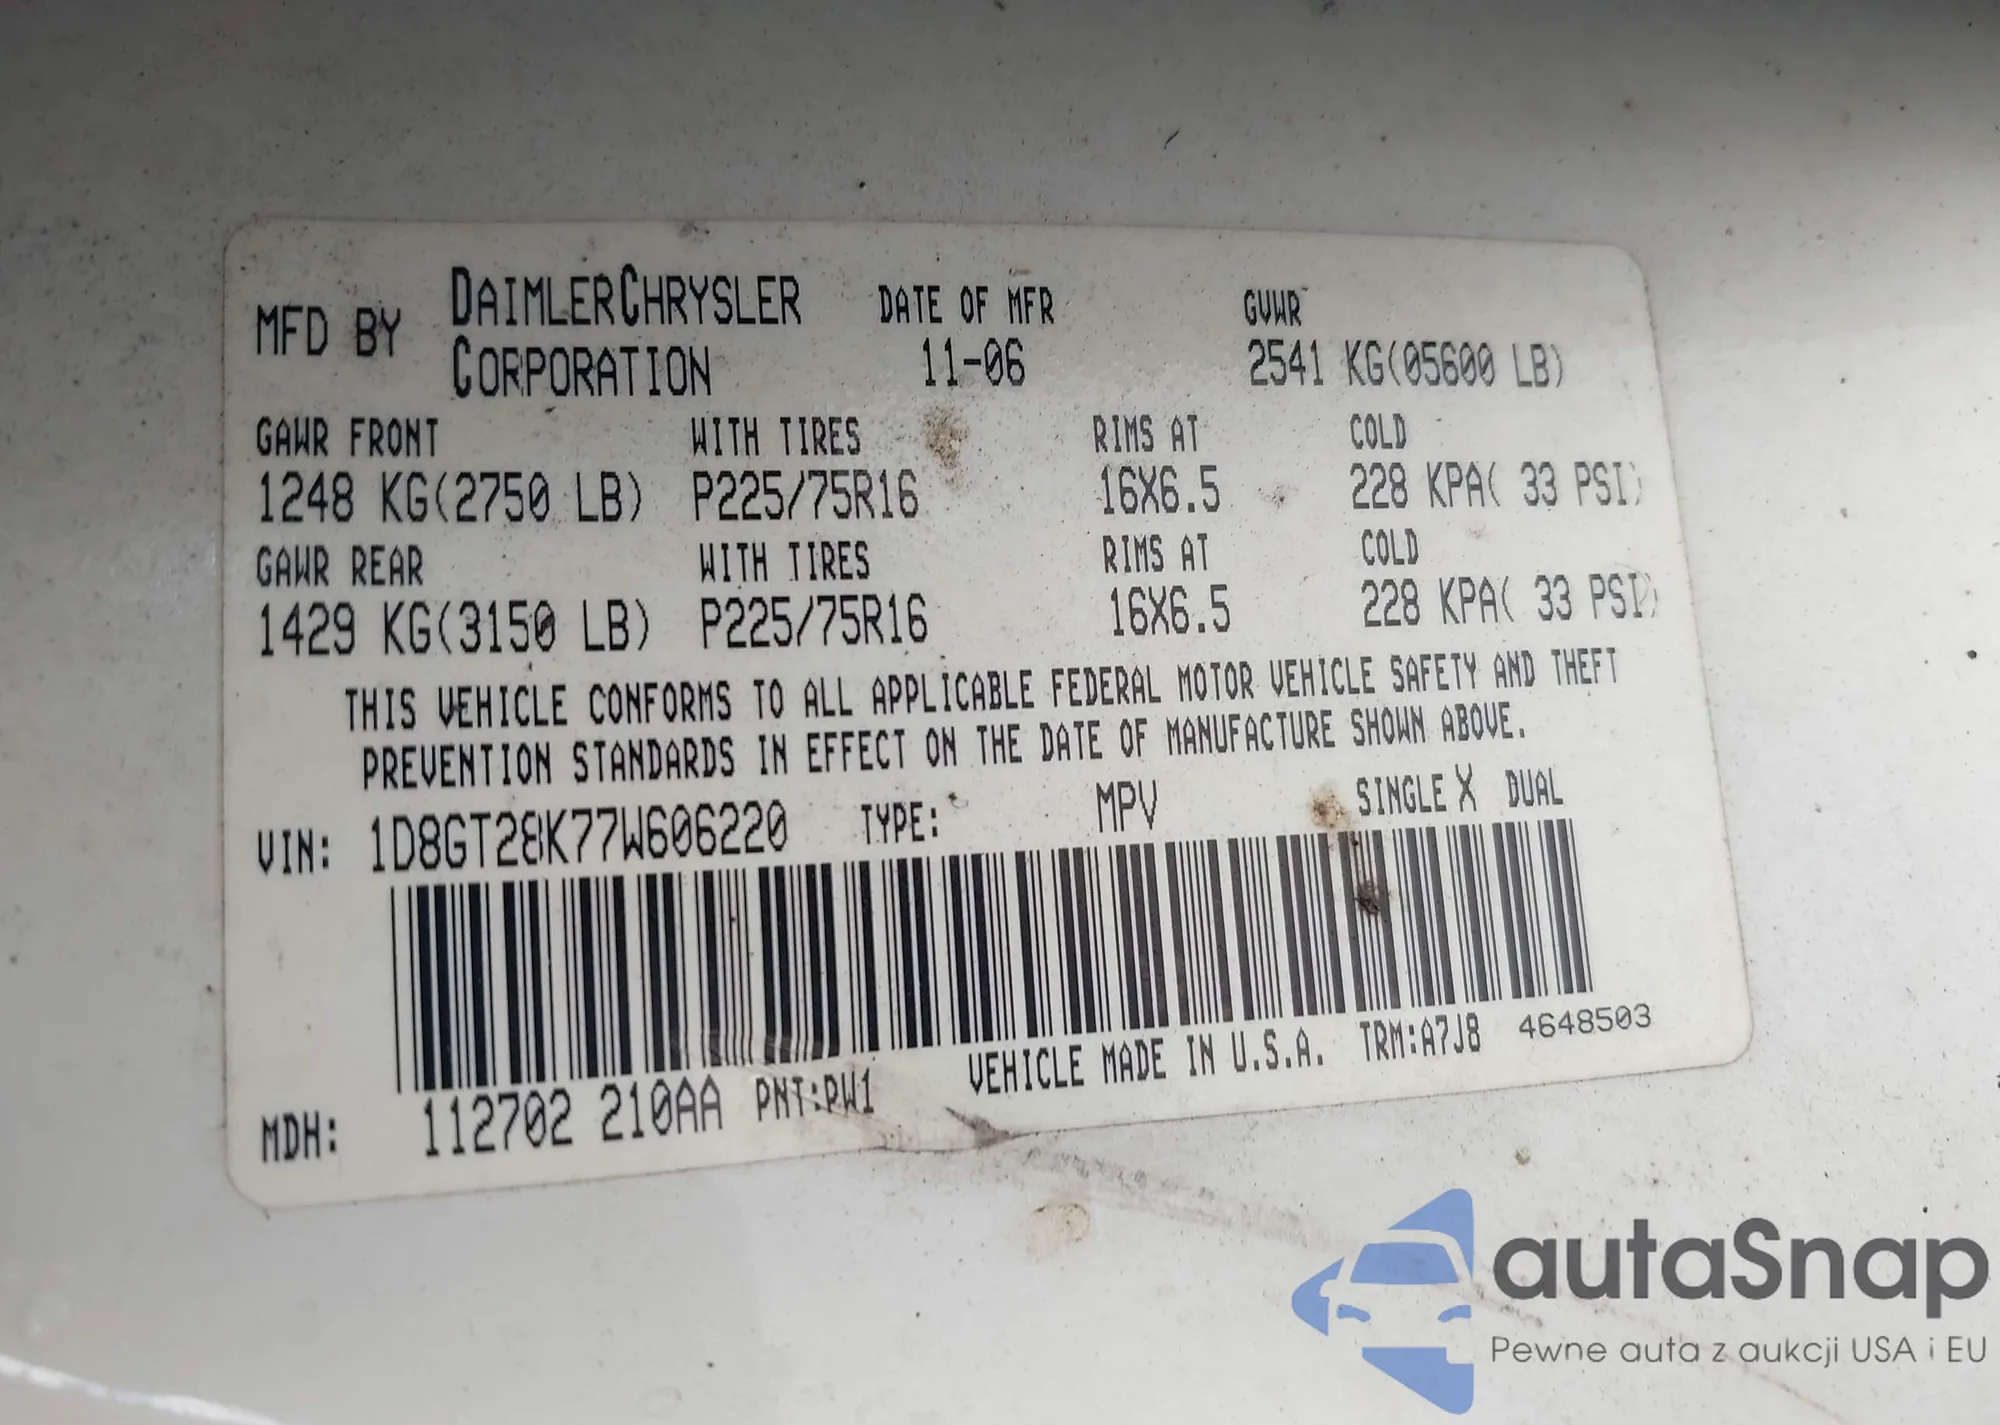 MFD BY DAIMLERCHRYSLER CORPORATION DATE OF MFR 11-06 GVWR 2541 KG(05600 LB)
GAWR FRONT WITH TIRES RIMS AT COLD
1248 KG(2750 LB) P225/75R16 16X6.5 228 KPA( 33 PSI)
GAWR REAR WITH TIRES RIMS AT COLD
1429 KG(3150 LB) P225/75R16 16X6.5 228 KPA( 33 PSI)
THIS VEHICLE CONFORMS TO ALL APPLICABLE FEDERAL MOTOR VEHICLE SAFETY AND THEFT
PREVENTION STANDARDS IN EFFECT ON THE DATE OF MANUFACTURE SHOWN ABOVE.
VIN: 1D8GT28K77W606220 TYPE: MPV SINGLE X DUAL
MDH: 112702 210AA PNT:PW1 VEHICLE MADE IN U.S.A. TRM:A7J8 4648503
autaSnap
Pewne auta z aukcji USA i EU